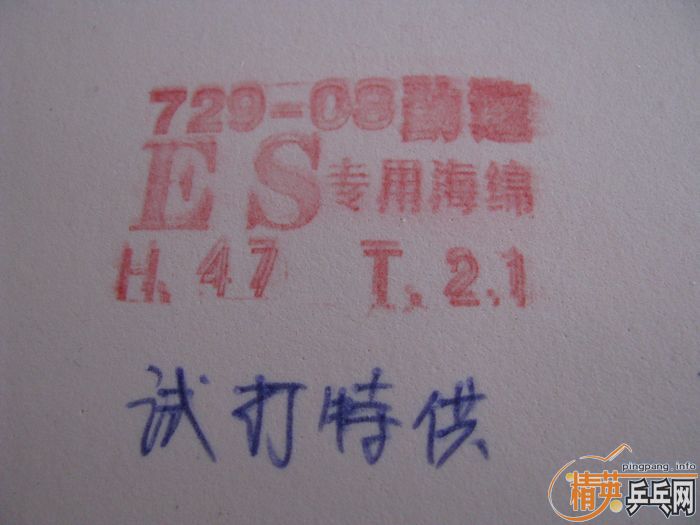 729-08
ES专用海绵
H.47 T.2.1
试打特供
pingpang.info
精英乒乓网